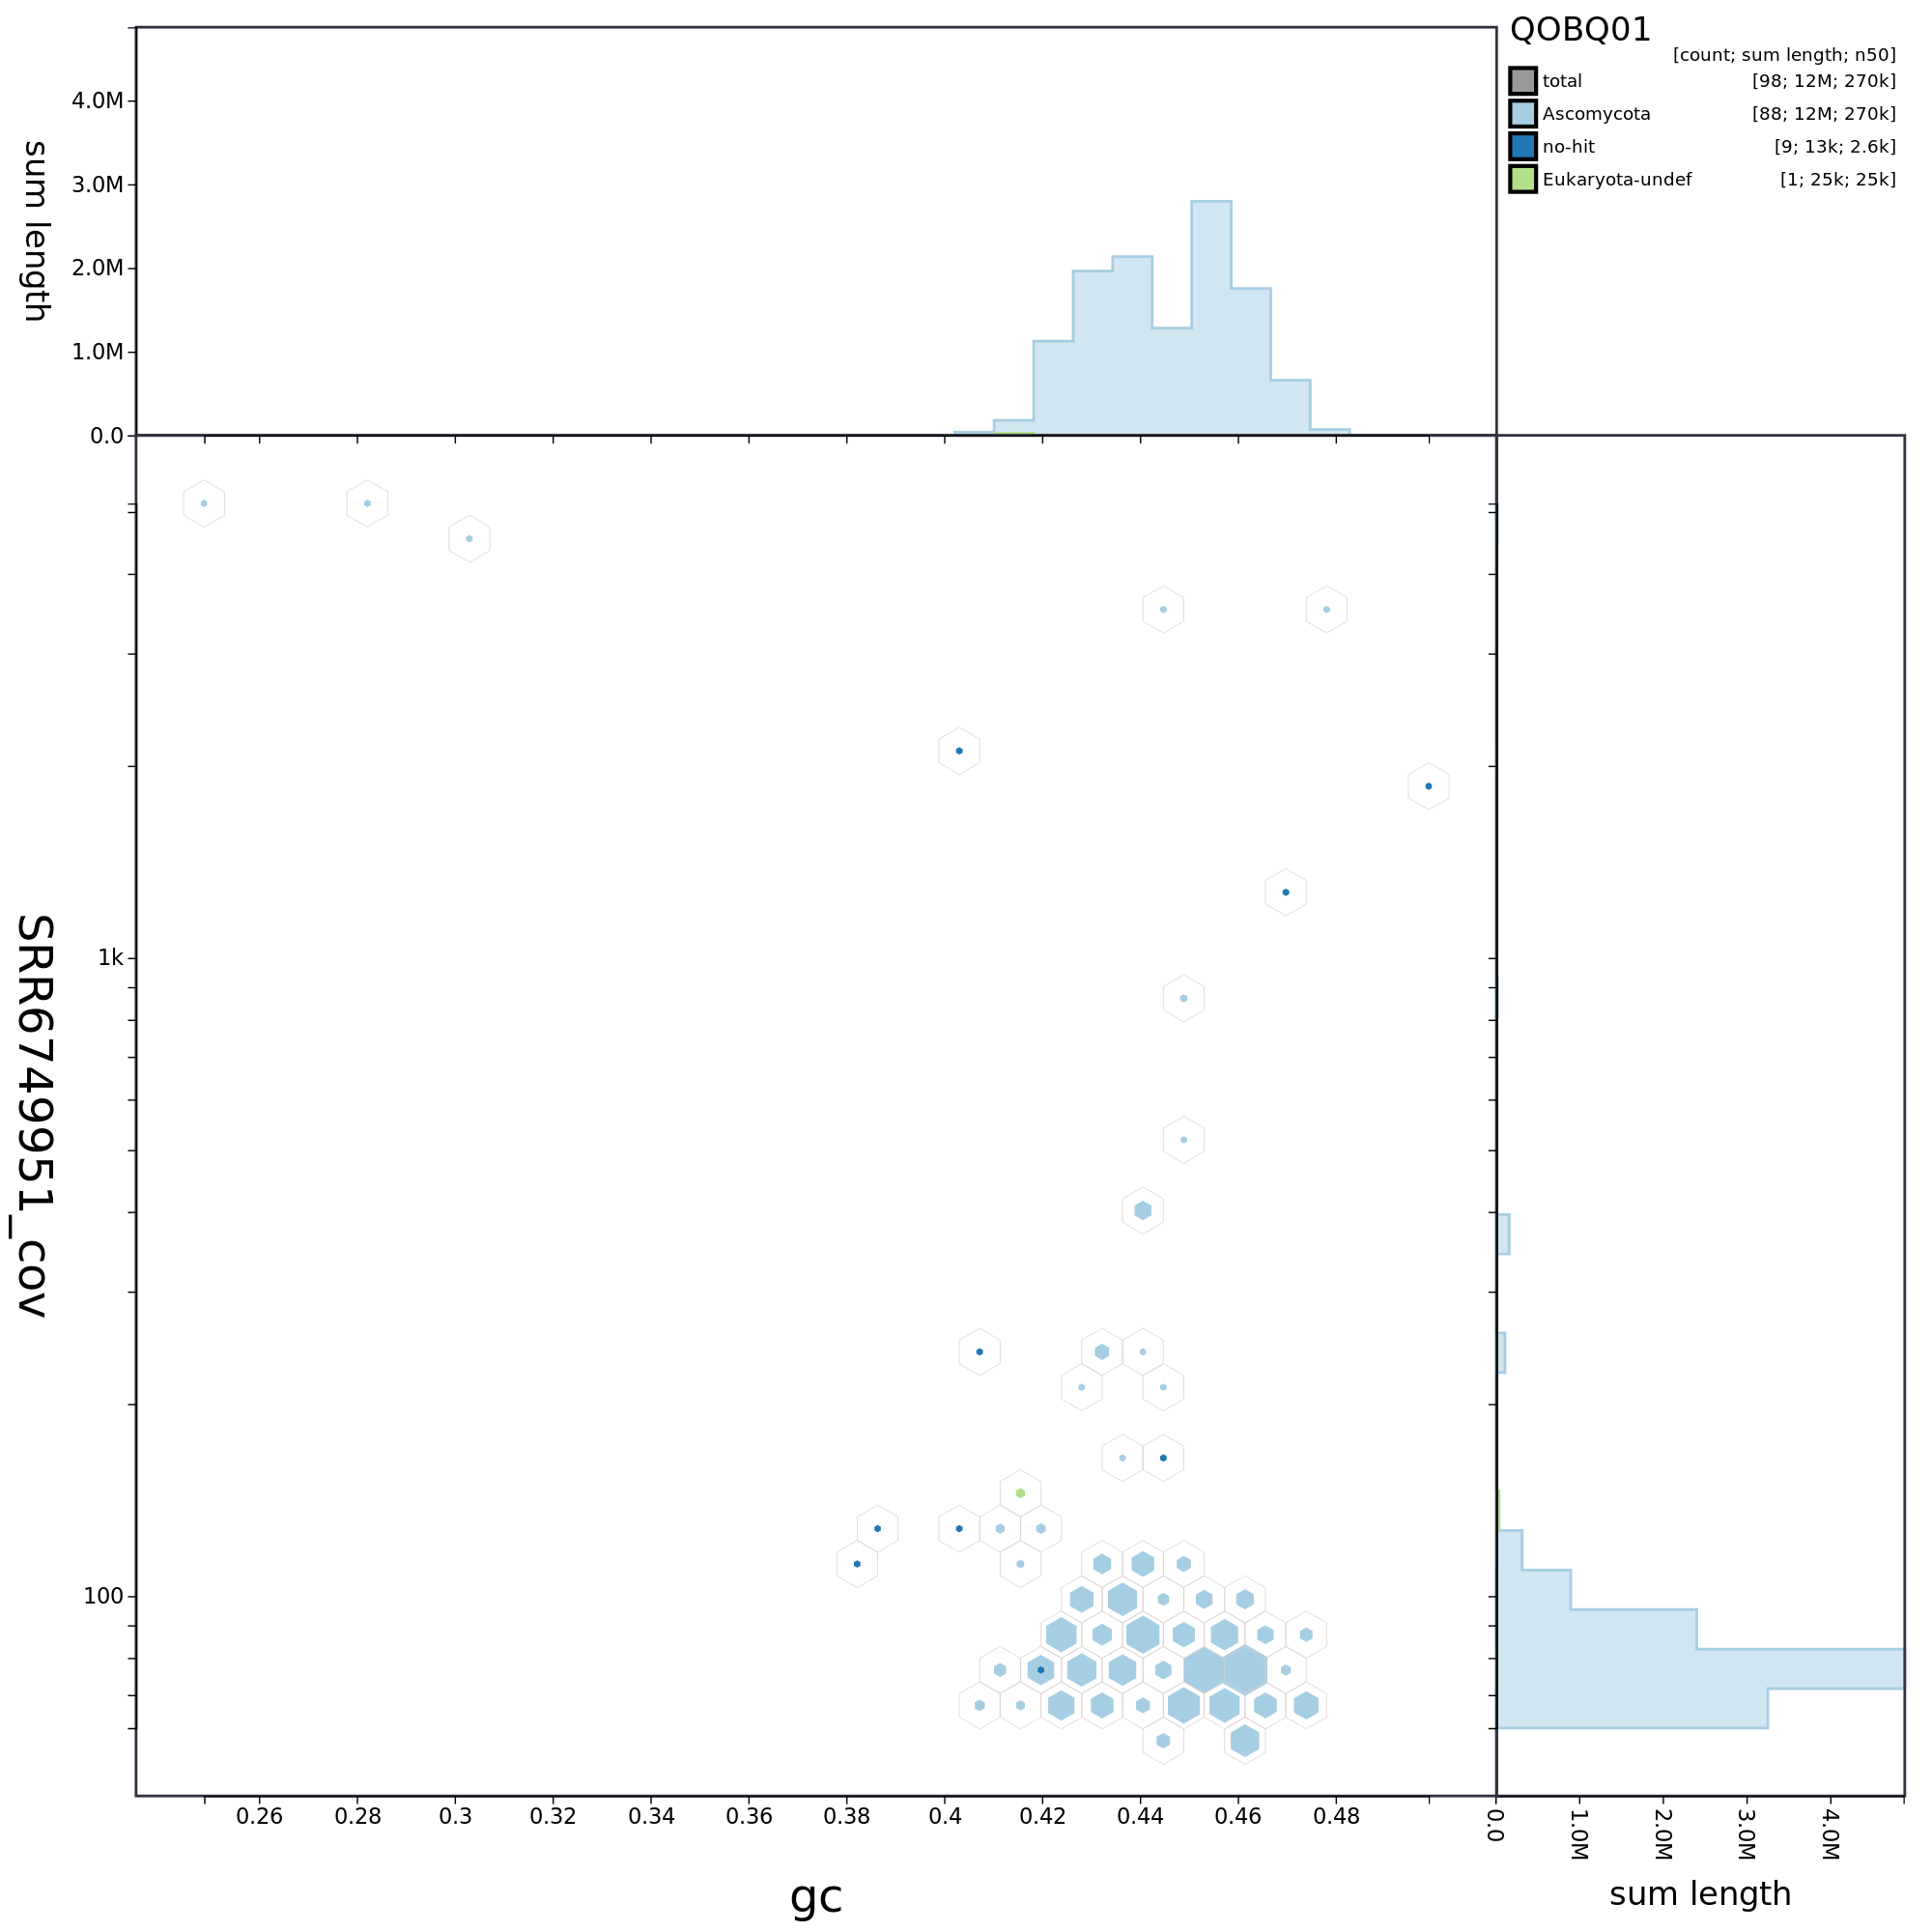 QOBQ01
[count; sum length; n50]
total [98; 12M; 270k]
Ascomycota [88; 12M; 270k]
no-hit [9; 13k; 2.6k]
Eukaryota-undef [1; 25k; 25k]
sum length
4.0M
3.0M
2.0M
1.0M
0.0
SRR6749951_cov
1k
100
0.26 0.28 0.3 0.32 0.34 0.36 0.38 0.4 0.42 0.44 0.46 0.48
gc
0.0 1.0M 2.0M 3.0M 4.0M
sum length